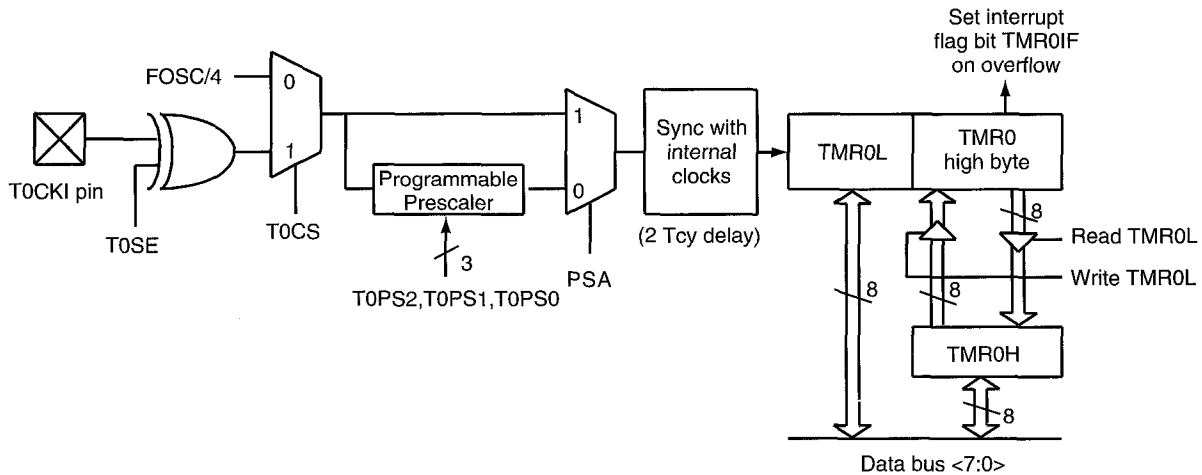 Set interrupt
flag bit TMR0IF
on overflow
FOSC/4
0
1
T0CKI pin
T0SE
T0CS
Programmable
Prescaler
3
T0PS2,T0PS1,T0PS0
1
0
PSA
Sync with
internal
clocks
(2 Tcy delay)
TMR0L
TMR0
high byte
8
Read TMR0L
Write TMR0L
8
8
TMR0H
8
Data bus <7:0>